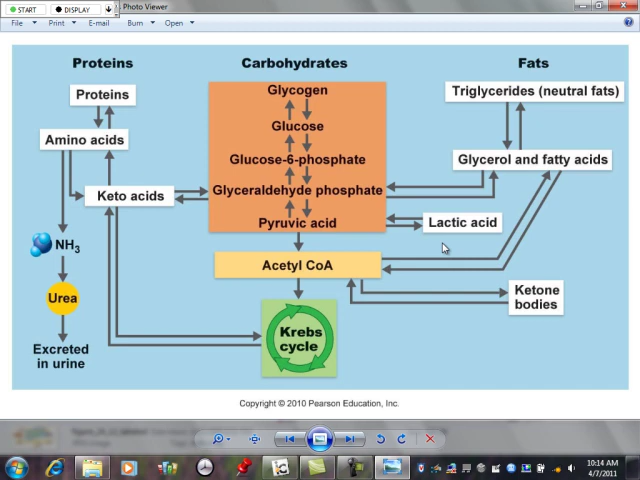 START
DISPLAY
Photo Viewer
File Print E-mail Burn Open
Proteins
Carbohydrates
Fats
Proteins
Glycogen
Triglycerides (neutral fats)
Glucose
Amino acids
Glucose-6-phosphate
Glycerol and fatty acids
Keto acids
Glyceraldehyde phosphate
Pyruvic acid
Lactic acid
NH3
Acetyl CoA
Urea
Ketone
bodies
Krebs
cycle
Excreted
in urine
Copyright © 2010 Pearson Education, Inc.
10:14 AM
4/7/2011